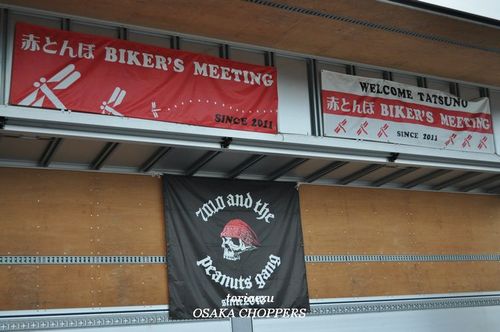 赤とんぼ BIKER'S MEETING
SINCE 2011
WELCOME TATSUNO
赤とんぼ BIKER'S MEETING
SINCE 2011
7010 and the
peanuts gang
OSAKA CHOPPERS